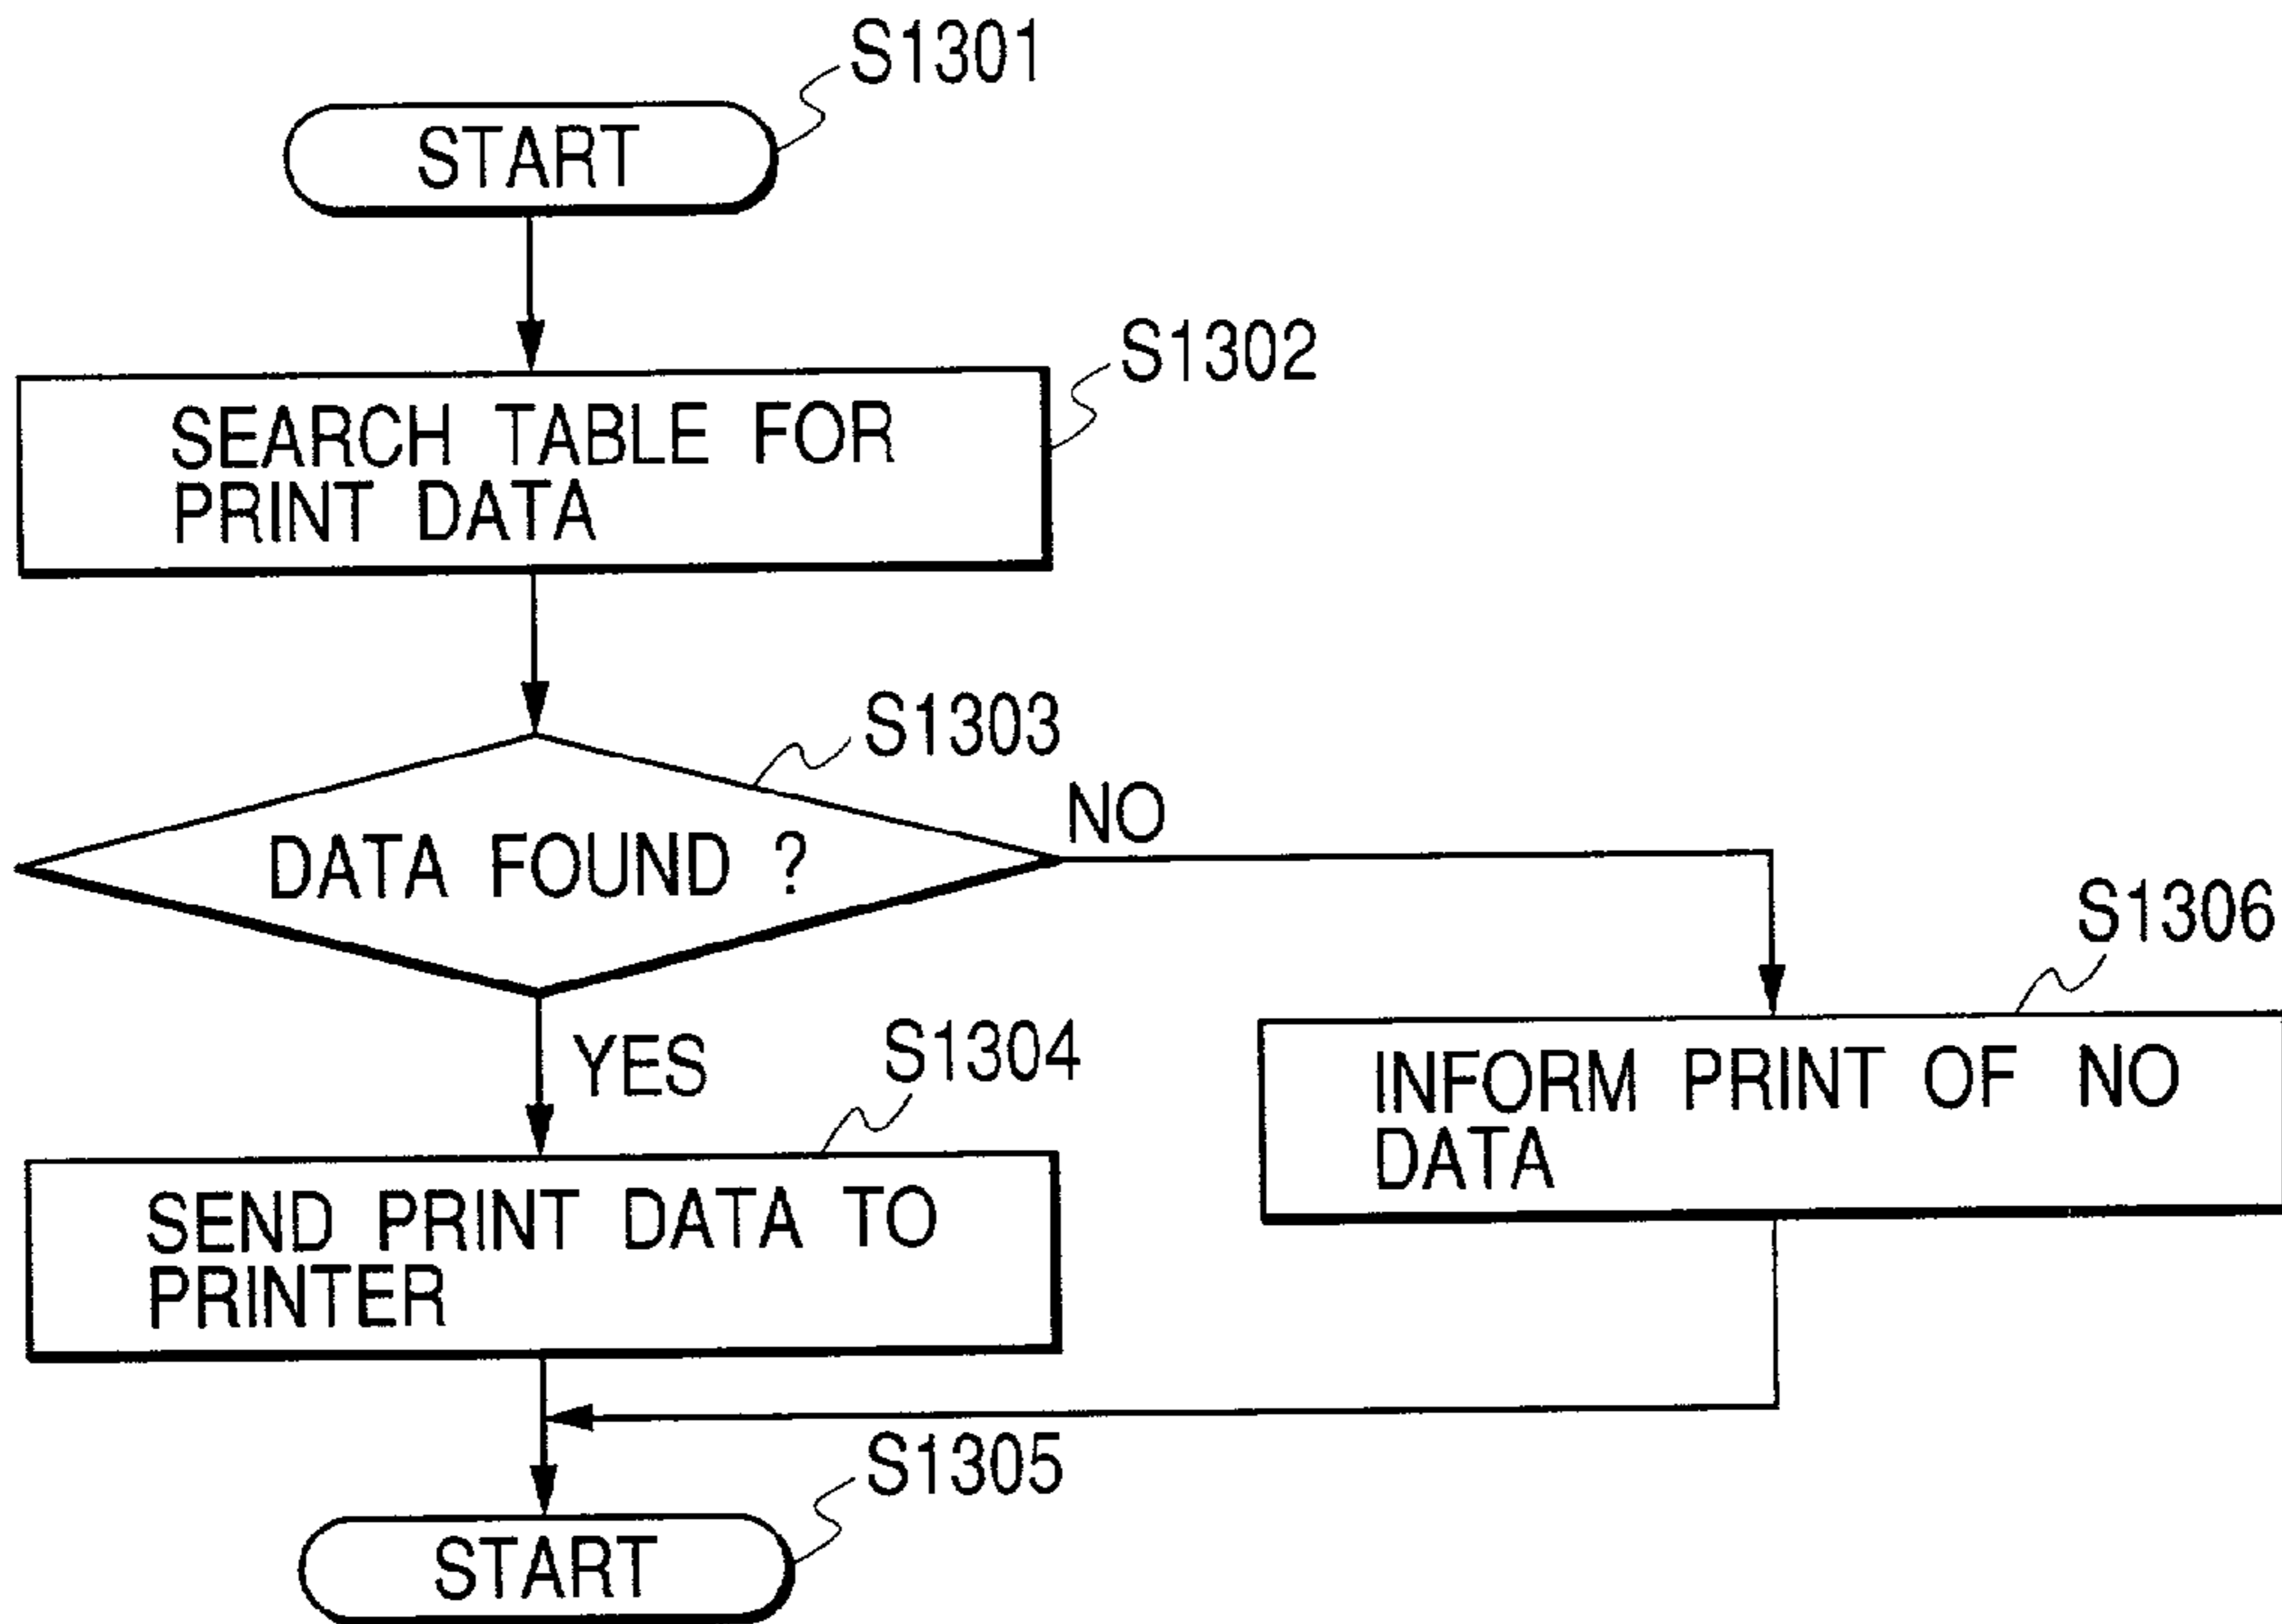 S1301
START
S1302
SEARCH TABLE FOR
PRINT DATA
S1303
DATA FOUND ?
NO
YES
S1304
SEND PRINT DATA TO
PRINTER
S1306
INFORM PRINT OF NO
DATA
S1305
START